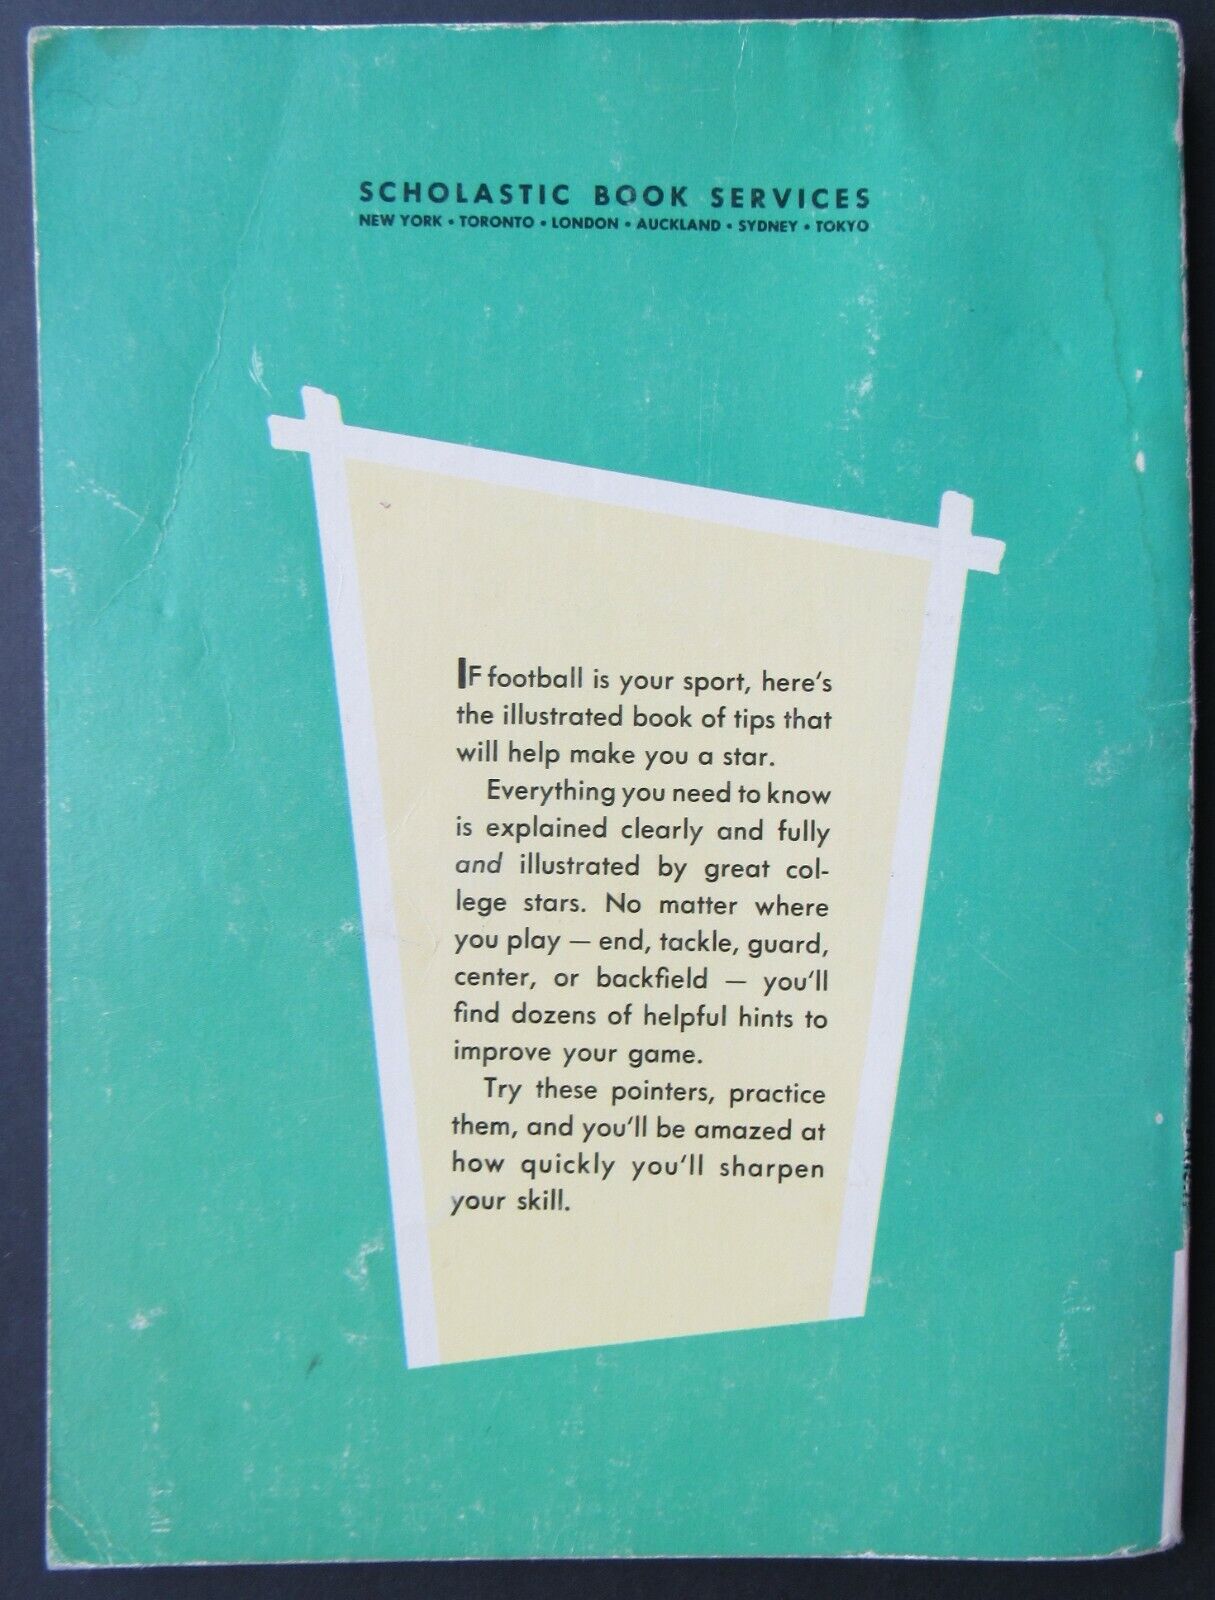 SCHOLASTIC BOOK SERVICES
NEW YORK • TORONTO • LONDON • AUCKLAND • SYDNEY • TOKYO
IF football is your sport, here's
the illustrated book of tips that
will help make you a star.
Everything you need to know
is explained clearly and fully
and illustrated by great col-
lege stars. No matter where
you play — end, tackle, guard,
center, or backfield — you'll
find dozens of helpful hints to
improve your game.
Try these pointers, practice
them, and you'll be amazed at
how quickly you'll sharpen
your skill.